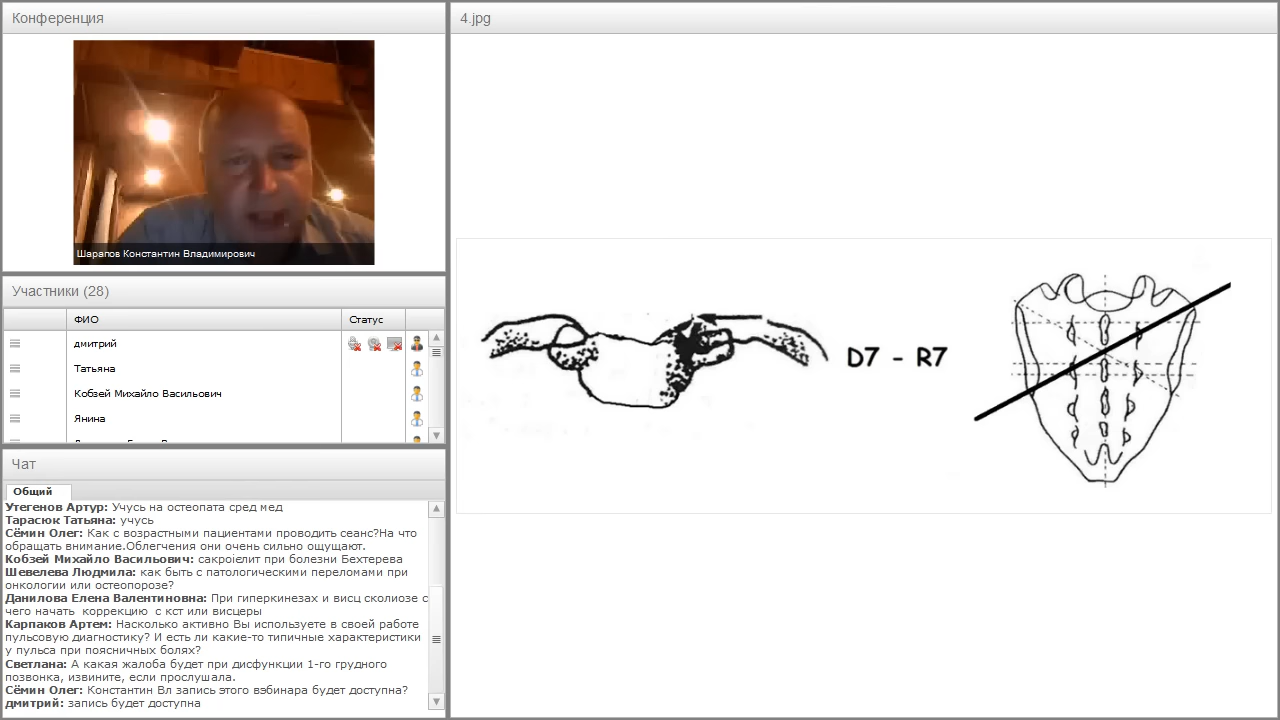 Конференция
Шарапов Константин Владимирович
Участники (28)
ФИО
Статус
дмитрий
Татьяна
Кобзей Михайло Васильович
Янина
Чат
Общий
Утегенов Артур: Учусь на остеопата сред мед
Тарасюк Татьяна: учусь
Сёмин Олег: Как с возрастными пациентами проводить сеанс?На что
обращать внимание.Облегчения они очень сильно ощущают.
Кобзей Михайло Васильович: сакроієлит при болезни Бехтерева
Шевелева Людмила: как быть с патологическими переломами при
онкологии или остеопорозе?
Данилова Елена Валентиновна: При гиперкинезах и висц сколиозе с
чего начать коррекцию с кст или висцеры
Карпаков Артем: Насколько активно Вы используете в своей работе
пульсовую диагностику? И есть ли какие-то типичные характеристики
у пульса при поясничных болях?
Светлана: А какая жалоба будет при дисфункции 1-го грудного
позвонка, извините, если прослушала.
Сёмин Олег: Константин Вл запись этого вэбинара будет доступна?
дмитрий: запись будет доступна
4.jpg
D7 - R7